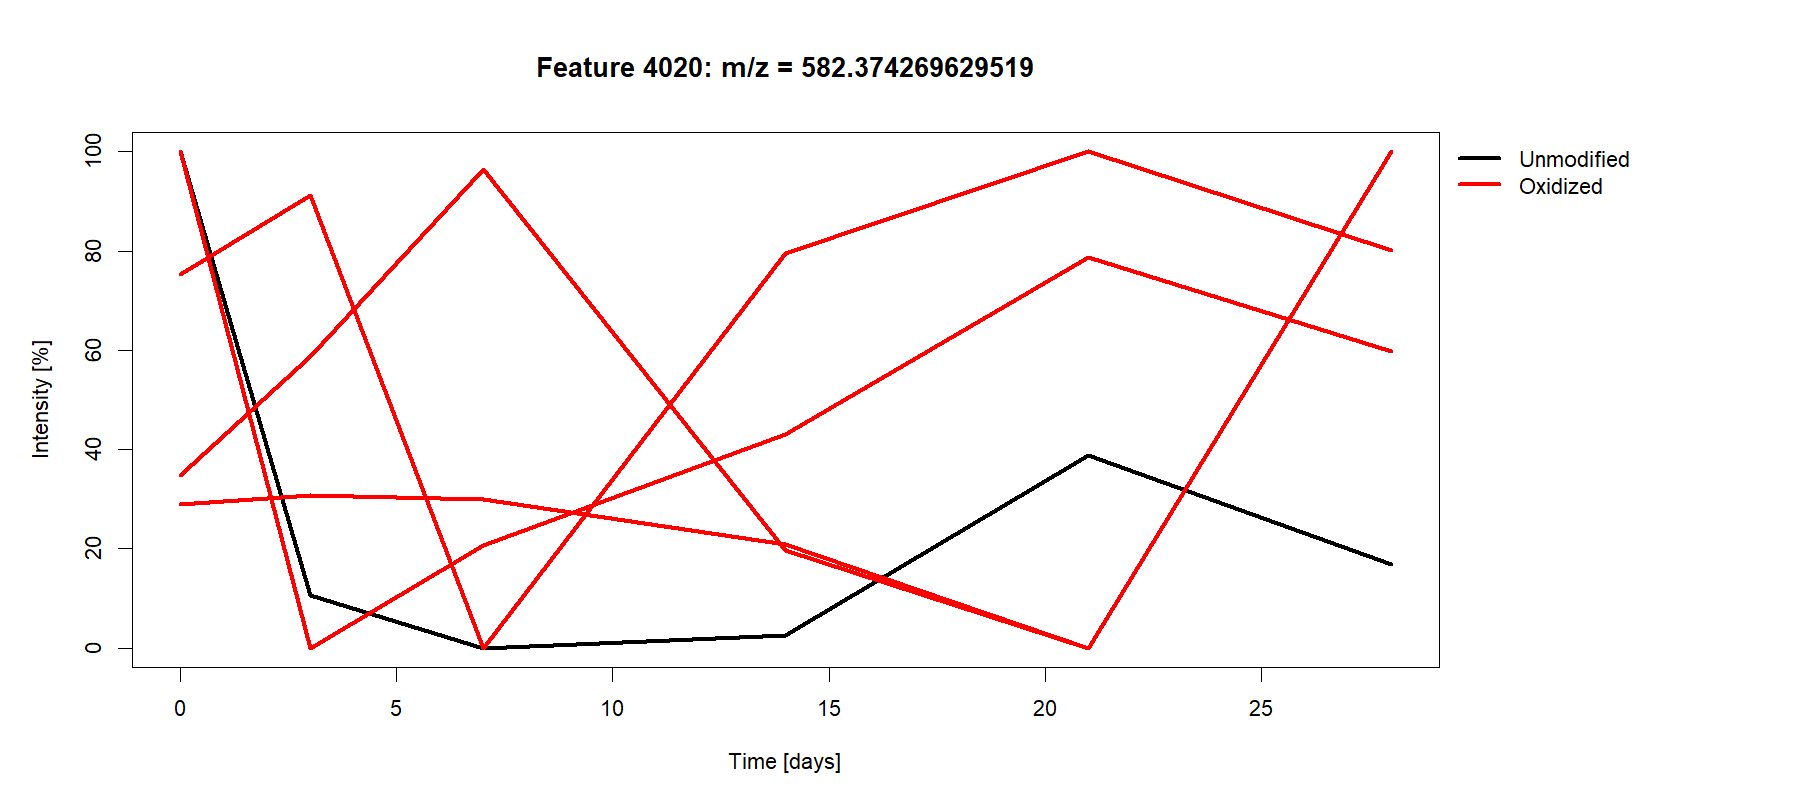 Feature 4020: m/z = 582.374269629519
Unmodified
Oxidized
Intensity [%]
100
80
60
40
20
0
0 5 10 15 20 25
Time [days]